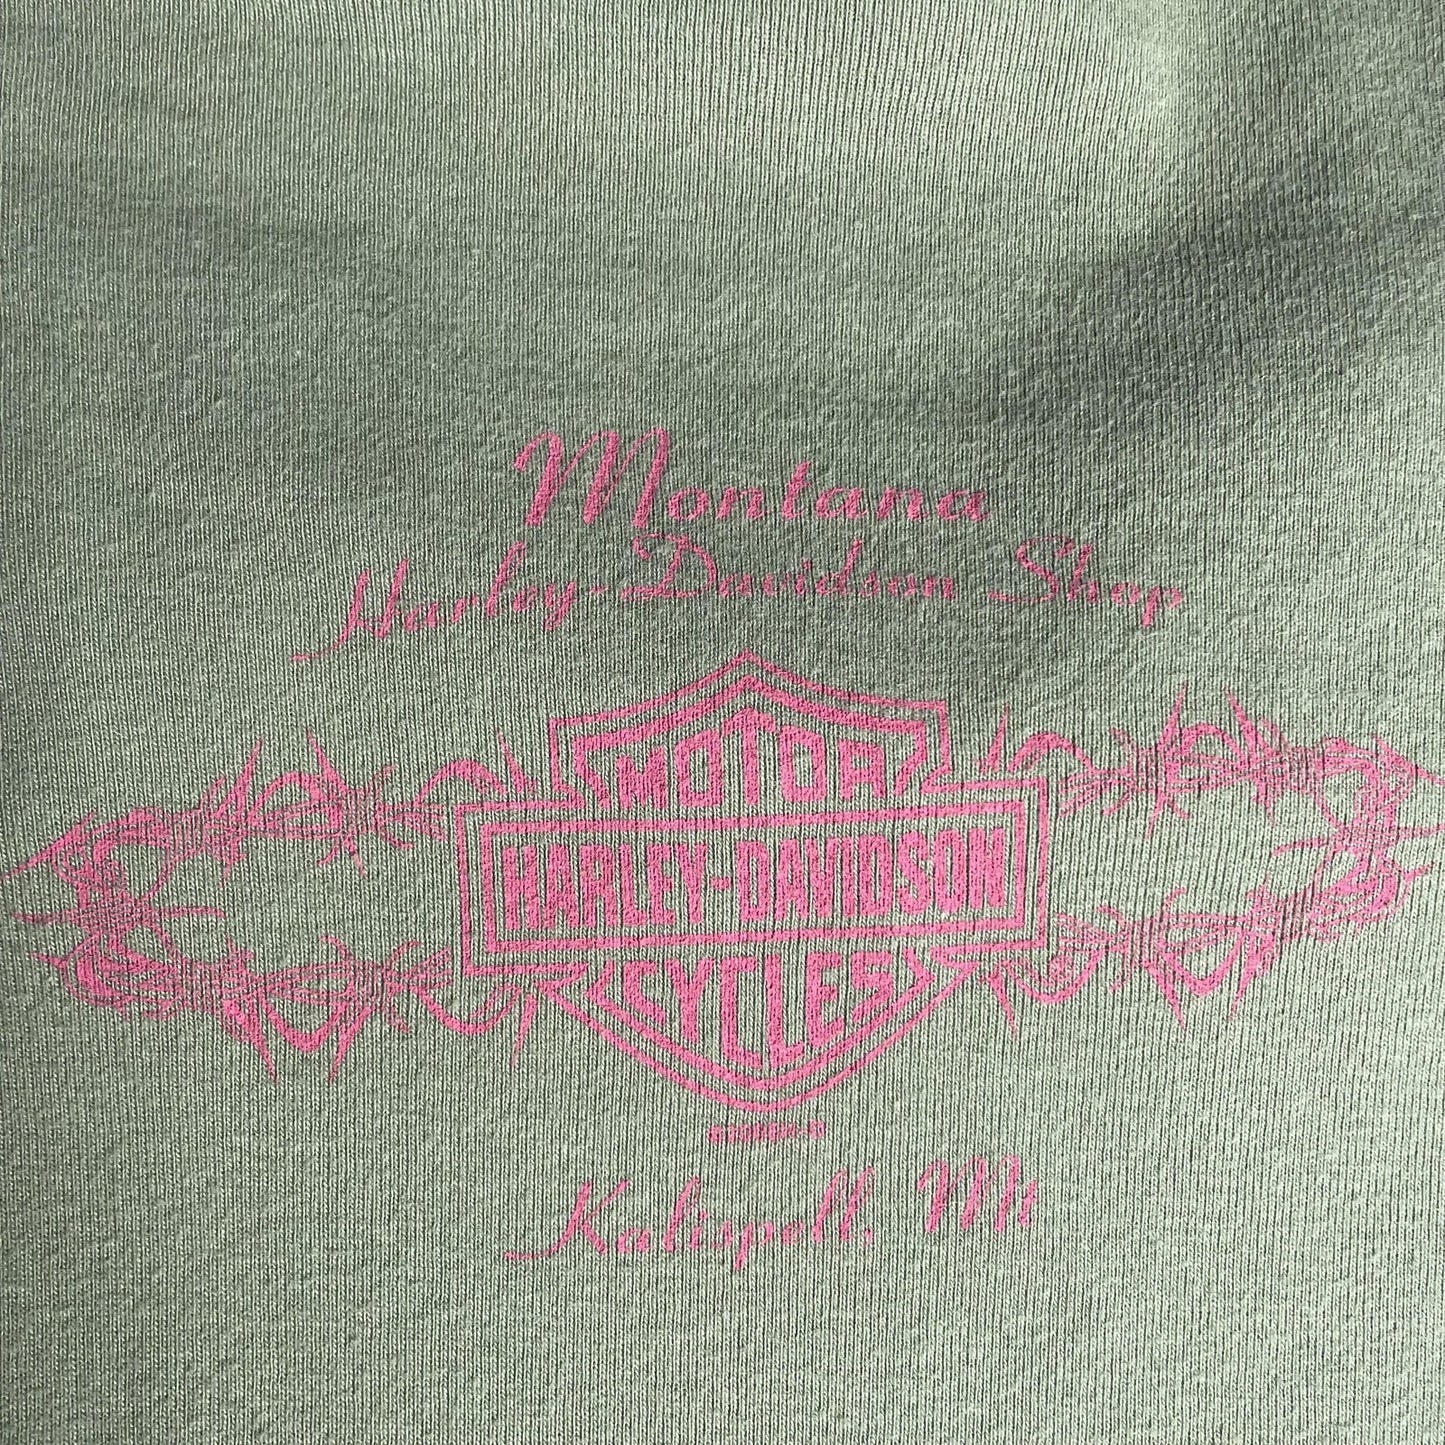 Montana
Harley-Davidson Shop
MOTOR
HARLEY-DAVIDSON
CYCLES
Kalispell, Mt